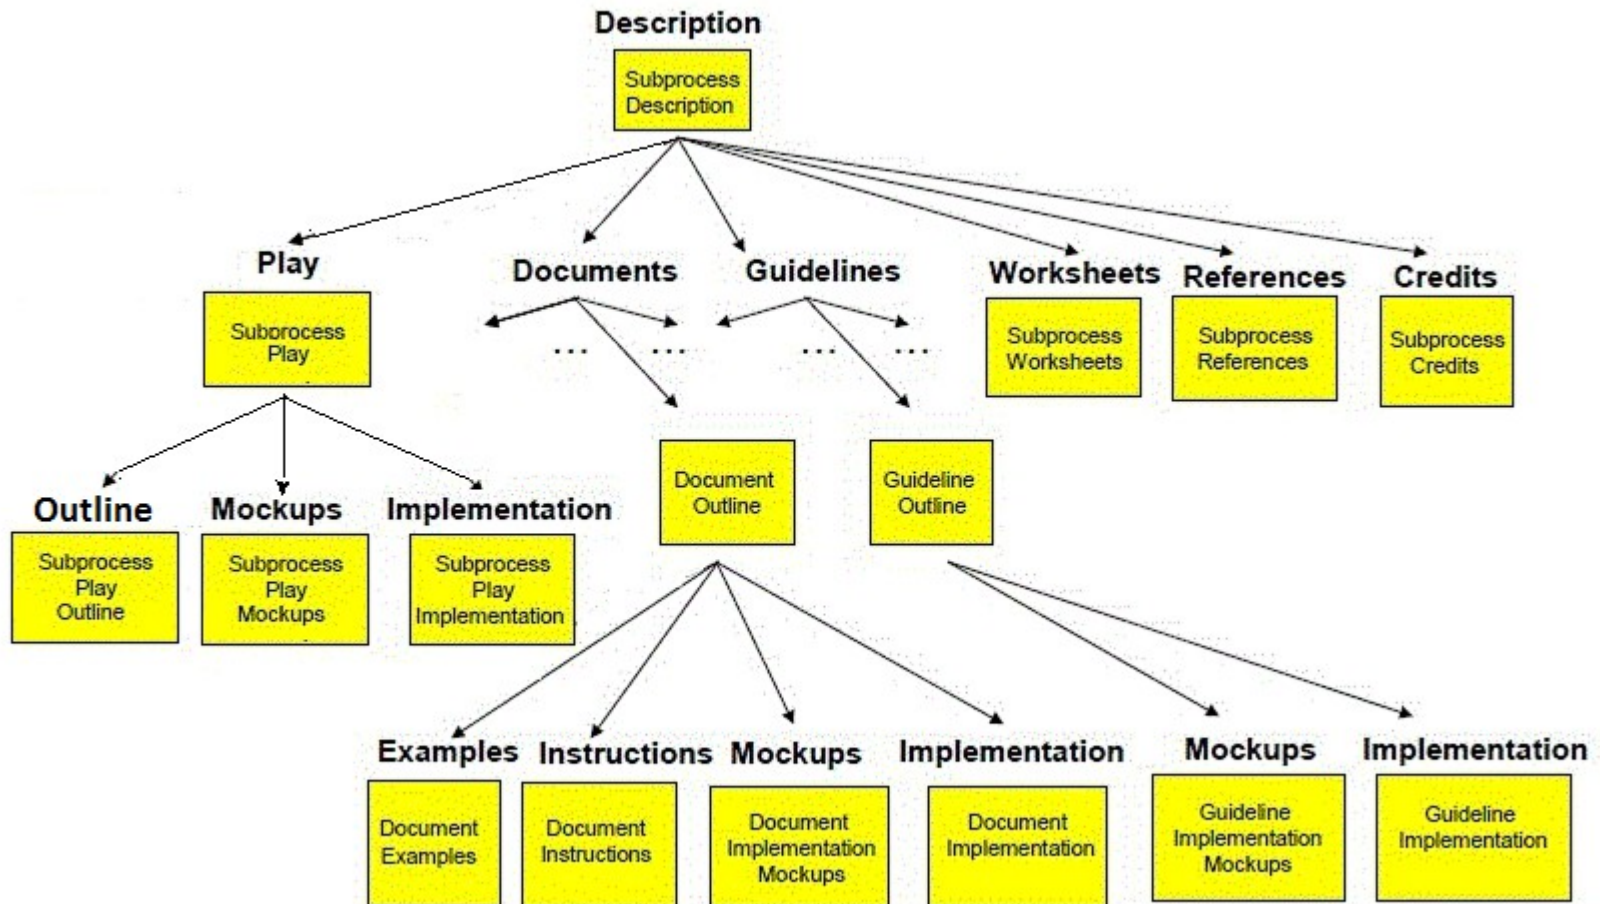 Description
Subprocess
Description
Play
Documents
Guidelines
Worksheets
References
Credits
Subprocess
Play
...
...
...
...
Subprocess
Worksheets
Subprocess
References
Subprocess
Credits
Document
Outline
Guideline
Outline
Outline
Mockups
Implementation
Subprocess
Play
Outline
Subprocess
Play
Mockups
Subprocess
Play
Implementation
Examples
Instructions
Mockups
Implementation
Mockups
Implementation
Document
Examples
Document
Instructions
Document
Implementation
Mockups
Document
Implementation
Guideline
Implementation
Mockups
Guideline
Implementation